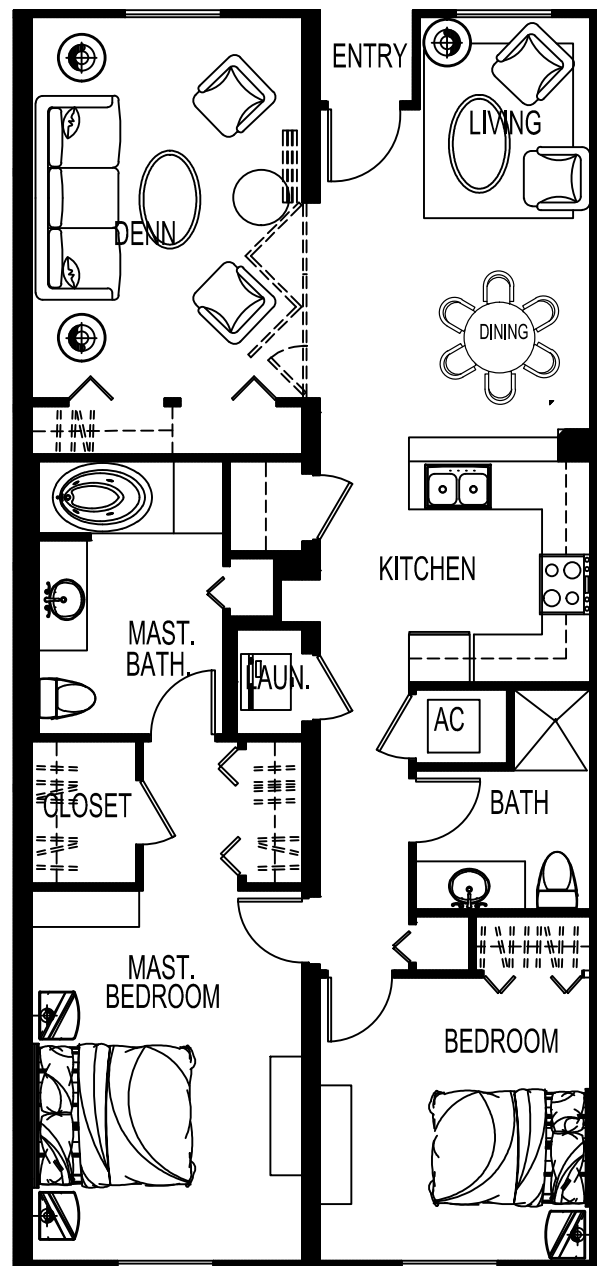 ENTRY
LIVING
DENN
DINING
KITCHEN
MAST.
BATH.
LAUN.
AC
CLOSET
BATH
MAST.
BEDROOM
BEDROOM